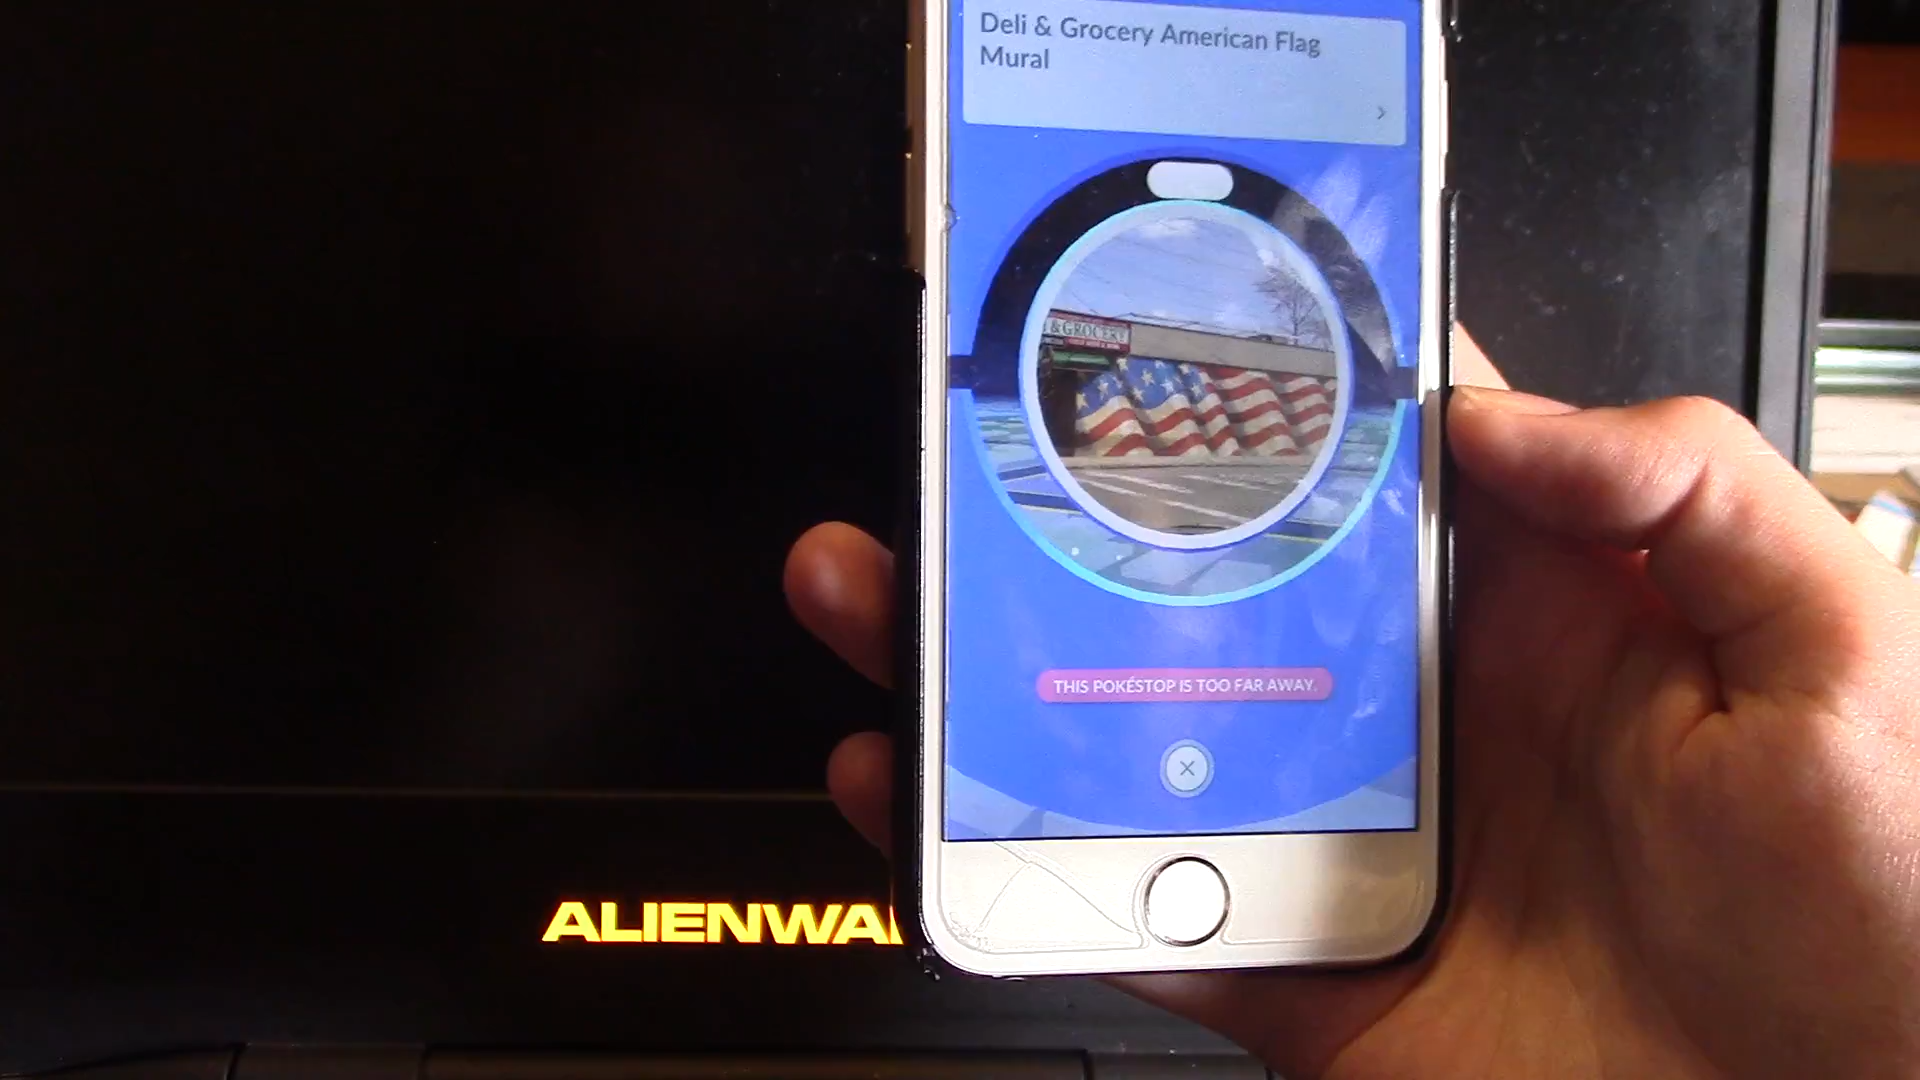 Deli & Grocery American Flag
Mural
& GROCERY
THIS POKÉSTOP IS TOO FAR AWAY.
ALIENWA